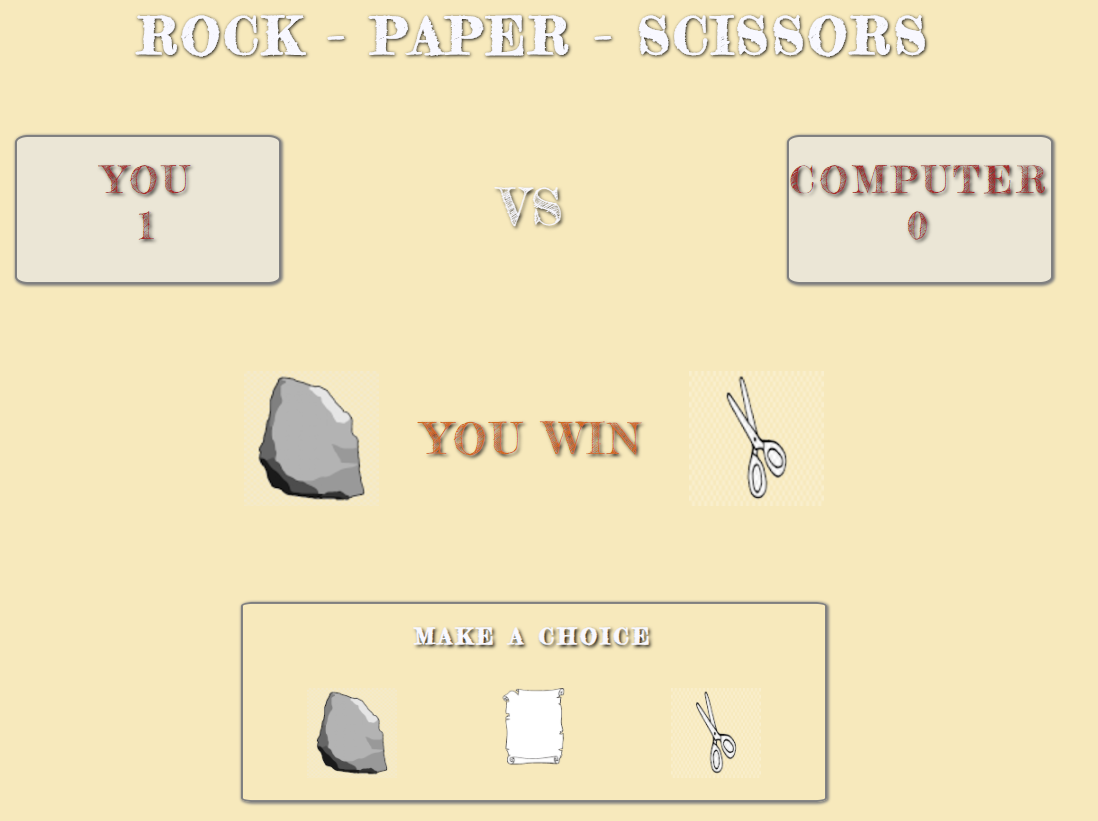 ROCK - PAPER - SCISSORS
YOU
1
VS
COMPUTER
0
YOU WIN
MAKE A CHOICE